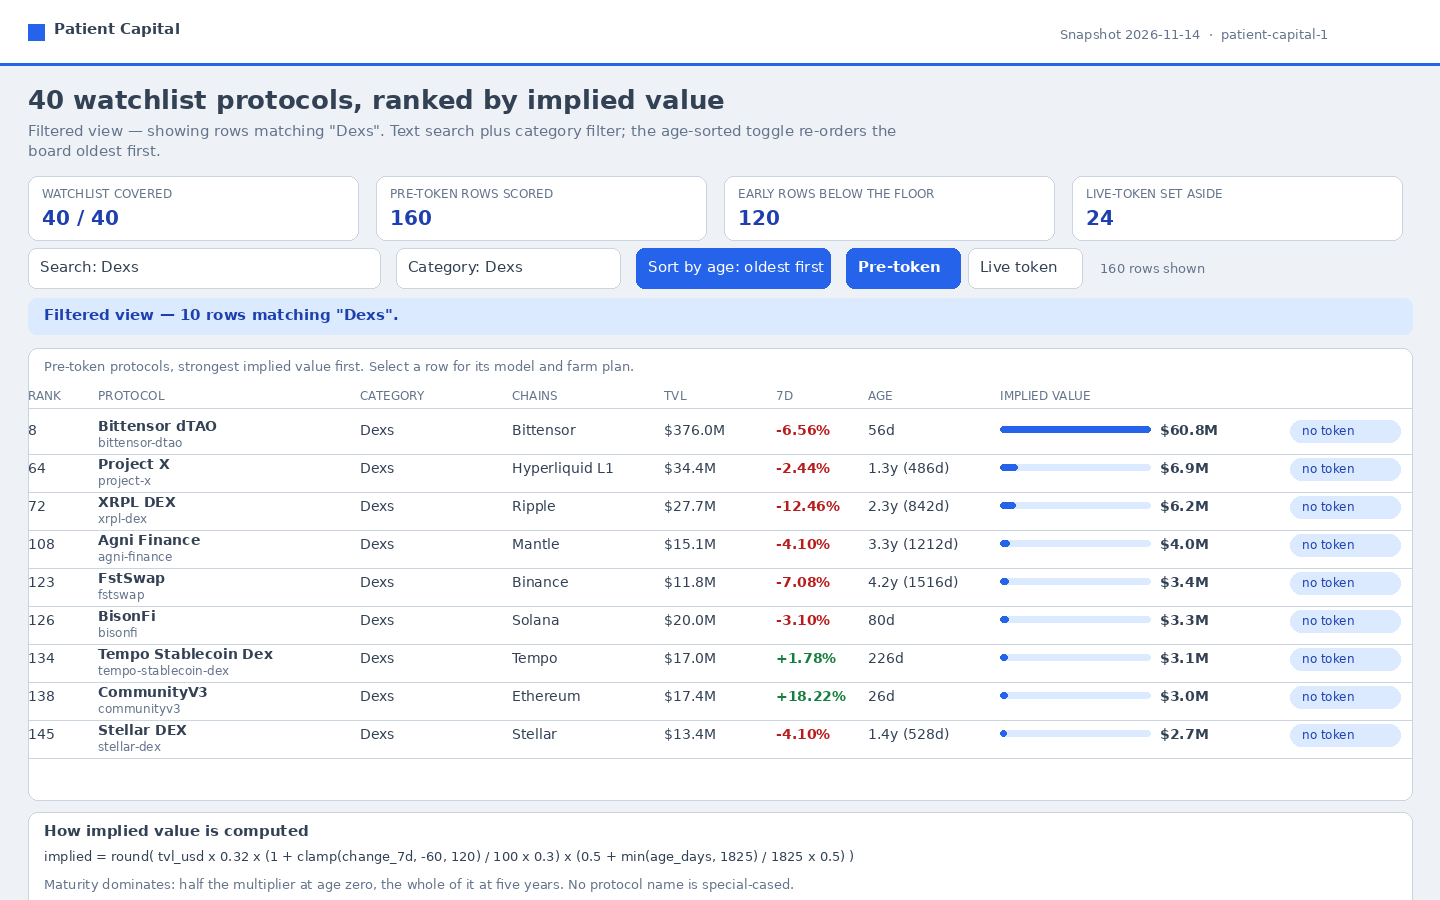 Patient Capital
Snapshot 2026-11-14 · patient-capital-1
40 watchlist protocols, ranked by implied value
Filtered view — showing rows matching "Dexs". Text search plus category filter; the age-sorted toggle re-orders the
board oldest first.
WATCHLIST COVERED
40 / 40
PRE-TOKEN ROWS SCORED
160
EARLY ROWS BELOW THE FLOOR
120
LIVE-TOKEN SET ASIDE
24
Search: Dexs
Category: Dexs
Sort by age: oldest first
Pre-token
Live token
160 rows shown
Filtered view — 10 rows matching "Dexs".
Pre-token protocols, strongest implied value first. Select a row for its model and farm plan.
RANK PROTOCOL CATEGORY CHAINS TVL 7D AGE IMPLIED VALUE
8 Bittensor dTAO Dexs Bittensor $376.0M -6.56% 56d $60.8M no token
bittensor-dtao
64 Project X Dexs Hyperliquid L1 $34.4M -2.44% 1.3y (486d) $6.9M no token
project-x
72 XRPL DEX Dexs Ripple $27.7M -12.46% 2.3y (842d) $6.2M no token
xrpl-dex
108 Agni Finance Dexs Mantle $15.1M -4.10% 3.3y (1212d) $4.0M no token
agni-finance
123 FstSwap Dexs Binance $11.8M -7.08% 4.2y (1516d) $3.4M no token
fstswap
126 BisonFi Dexs Solana $20.0M -3.10% 80d $3.3M no token
bisonfi
134 Tempo Stablecoin Dex Dexs Tempo $17.0M +1.78% 226d $3.1M no token
tempo-stablecoin-dex
138 CommunityV3 Dexs Ethereum $17.4M +18.22% 26d $3.0M no token
communityv3
145 Stellar DEX Dexs Stellar $13.4M -4.10% 1.4y (528d) $2.7M no token
stellar-dex
How implied value is computed
implied = round( tvl_usd x 0.32 x (1 + clamp(change_7d, -60, 120) / 100 x 0.3) x (0.5 + min(age_days, 1825) / 1825 x 0.5) )
Maturity dominates: half the multiplier at age zero, the whole of it at five years. No protocol name is special-cased.